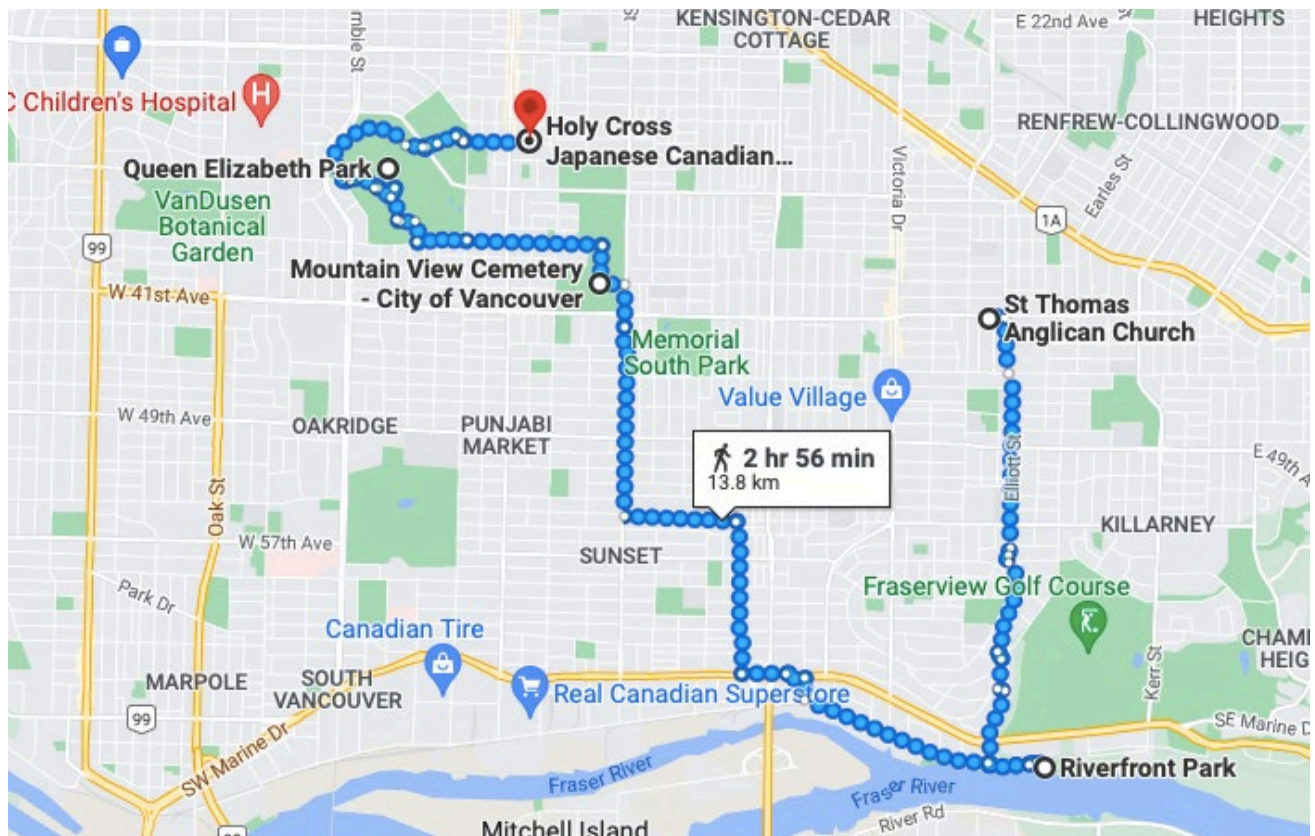 KENSINGTON-CEDAR
COTTAGE
E 22nd Ave
HEIGHTS
mbie St
St
C Children's Hospital
H
Holy Cross
Japanese Canadian...
RENFREW-COLLINGWOOD
Queen Elizabeth Park
VanDusen
Botanical
Garden
Victoria Dr
Earles St
1A
99
Mountain View Cemetery
- City of Vancouver
W 41st Ave
St Thomas
Anglican Church
Memorial
South Park
Value Village
W 49th Ave
OAKRIDGE
PUNJABI
MARKET
2 hr 56 min
13.8 km
Elliott St
E 49th A
Oak St
KILLARNEY
W 57th Ave
SUNSET
Park Dr
Fraserview Golf Course
Canadian Tire
CHAM
HEIG
MARPOLE
SOUTH
VANCOUVER
Real Canadian Superstore
Kerr St
99
SE Marine D
SW Marine Dr
Riverfront Park
Fraser River
Fraser River
River Rd
Mitchell Island
99